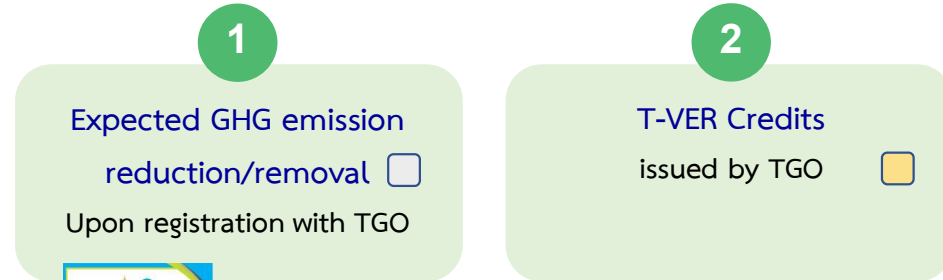 1
Expected GHG emission
reduction/removal
Upon registration with TGO
2
T-VER Credits
issued by TGO